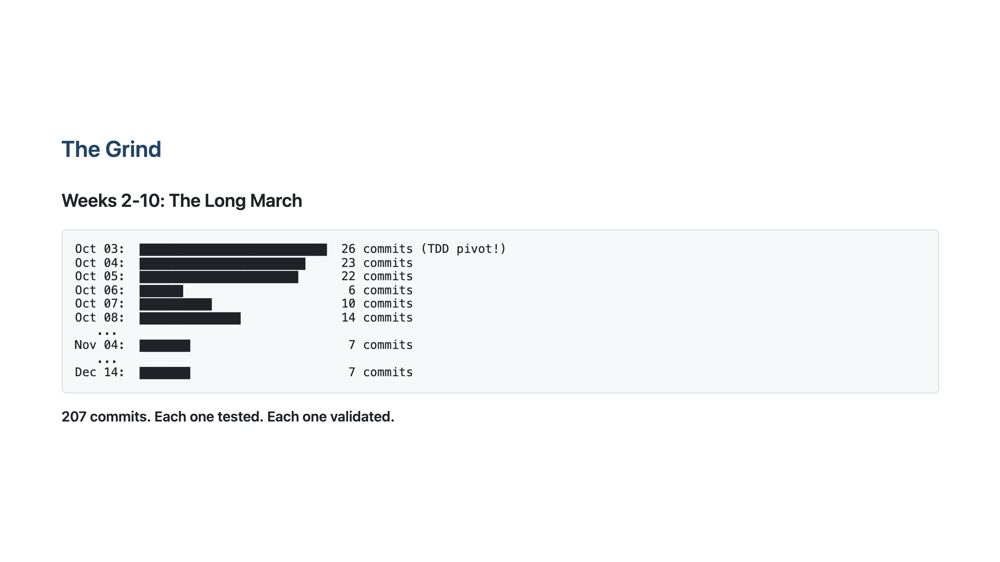 The Grind
Weeks 2-10: The Long March
Oct 03: 26 commits (TDD pivot!)
Oct 04: 23 commits
Oct 05: 22 commits
Oct 06: 6 commits
Oct 07: 10 commits
Oct 08: 14 commits
...
Nov 04: 7 commits
...
Dec 14: 7 commits
207 commits. Each one tested. Each one validated.